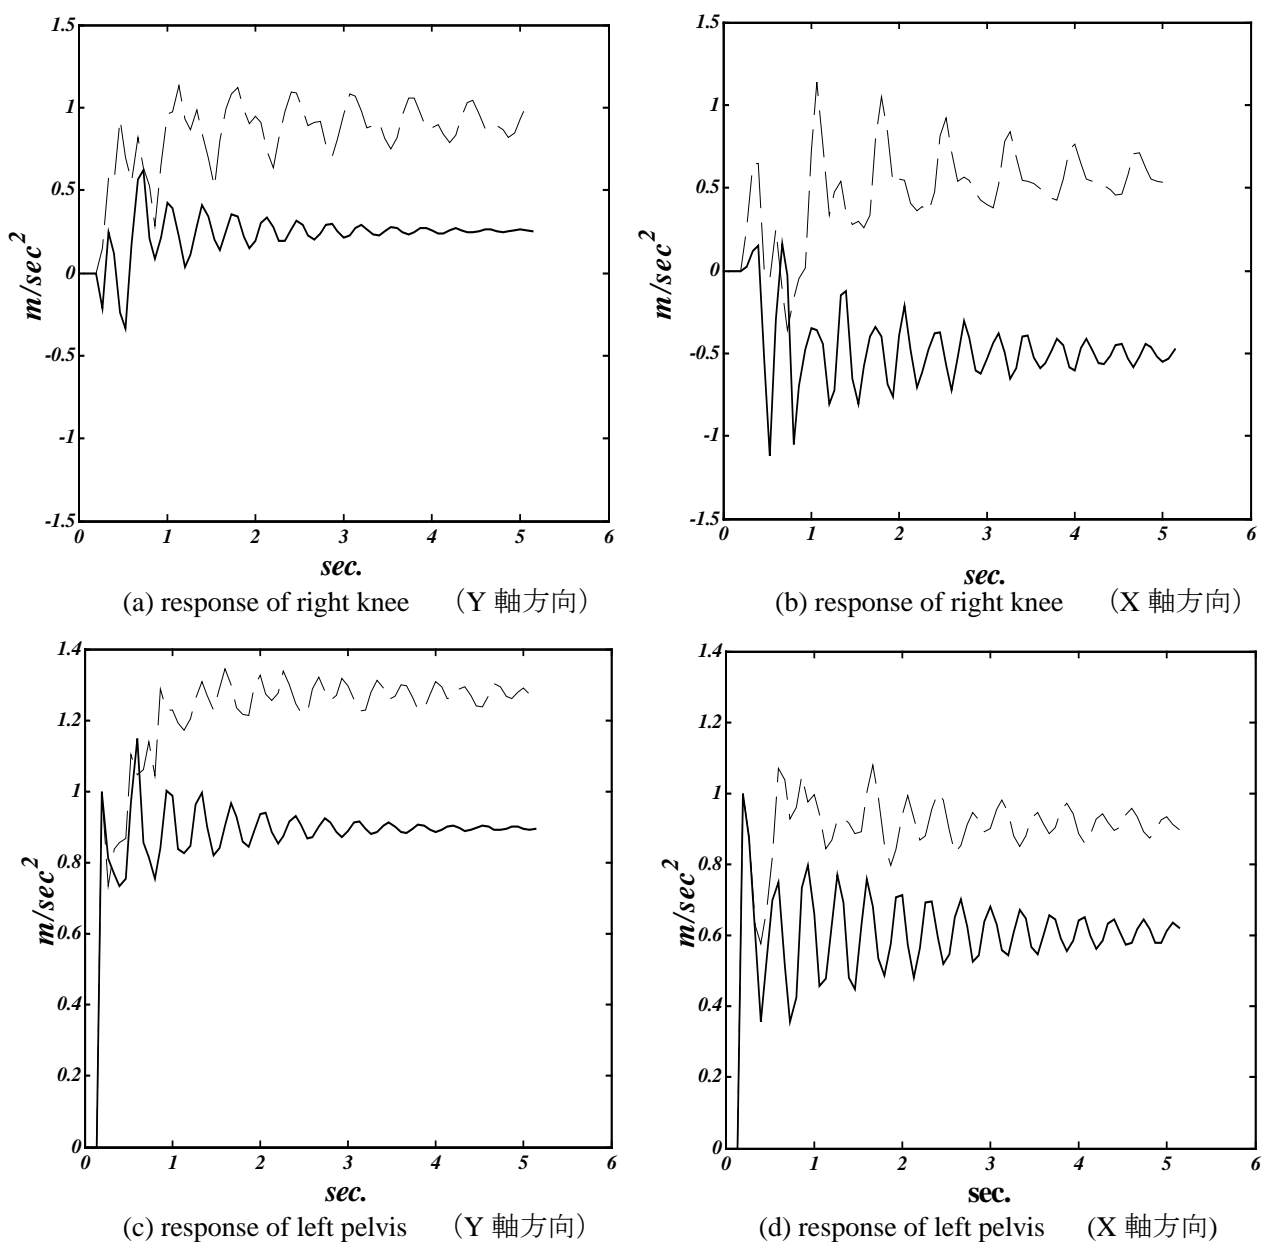 1.5
1
0.5
0
-0.5
-1
-1.5
m/sec2
0 1 2 3 4 5 6
sec.
(a) response of right knee （Y 軸方向）
1.5
1
0.5
0
-0.5
-1
-1.5
m/sec2
0 1 2 3 4 5 6
sec.
(b) response of right knee （X 軸方向）
1.4
1.2
1
0.8
0.6
0.4
0.2
0
m/sec2
0 1 2 3 4 5 6
sec.
(c) response of left pelvis （Y 軸方向）
1.4
1.2
1
0.8
0.6
0.4
0.2
0
m/sec2
0 1 2 3 4 5 6
sec.
(d) response of left pelvis (X 軸方向)